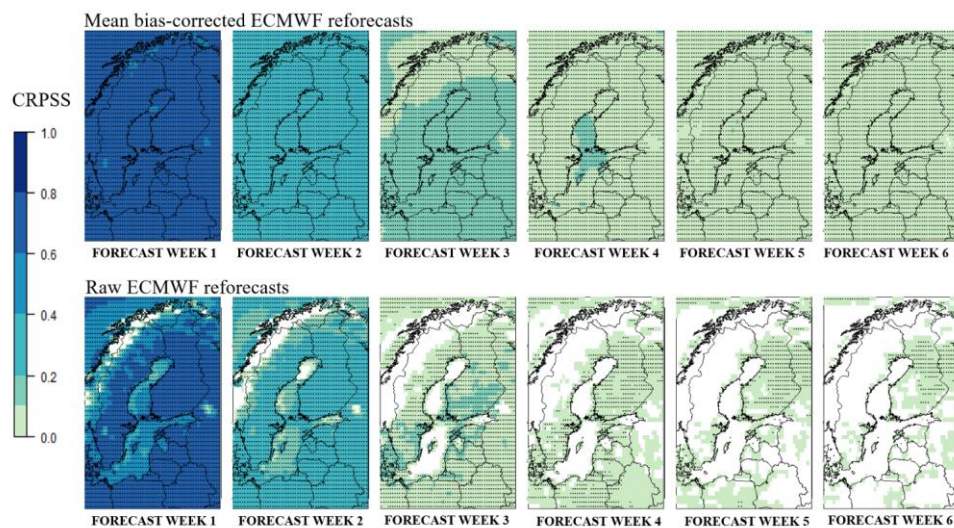 Mean bias-corrected ECMWF reforecasts
CRPSS
1.0
0.8
0.6
0.4
0.2
0.0
FORECAST WEEK 1 FORECAST WEEK 2 FORECAST WEEK 3 FORECAST WEEK 4 FORECAST WEEK 5 FORECAST WEEK 6
Raw ECMWF reforecasts
FORECAST WEEK 1 FORECAST WEEK 2 FORECAST WEEK 3 FORECAST WEEK 4 FORECAST WEEK 5 FORECAST WEEK 6